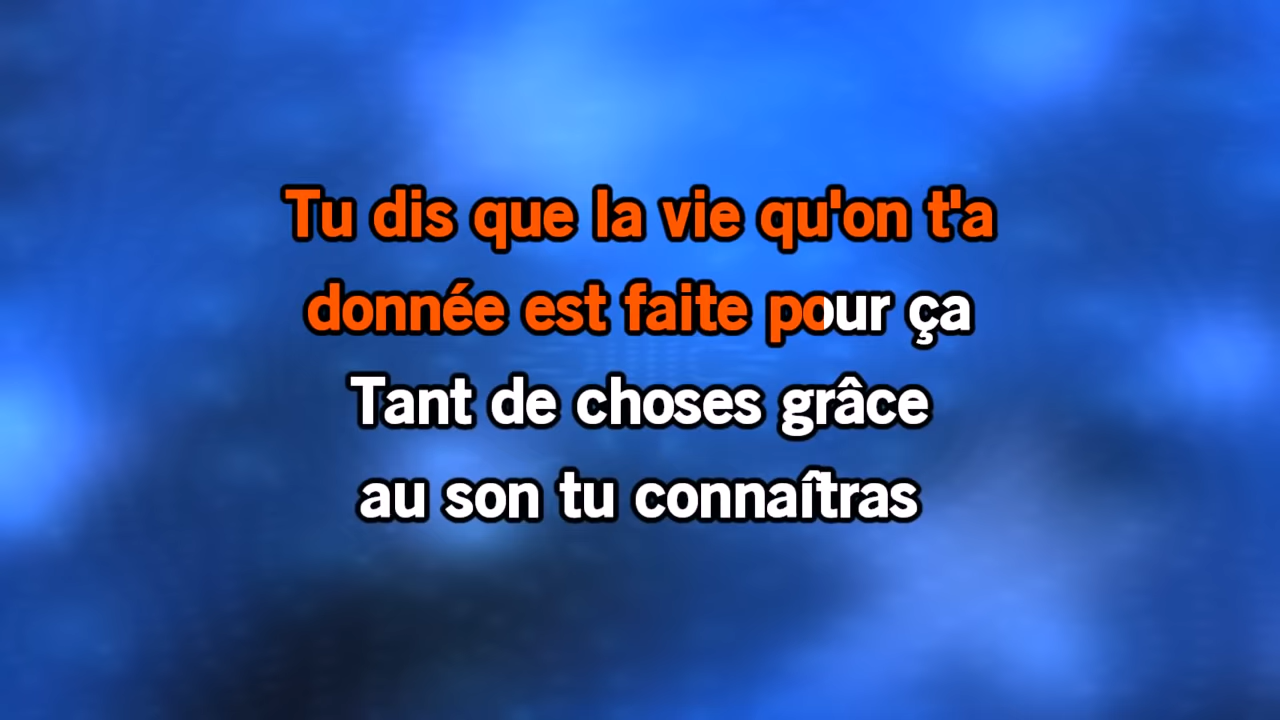 Tu dis que la vie qu'on t'a
donnée est faite pour ça
Tant de choses grâce
au son tu connaîtras